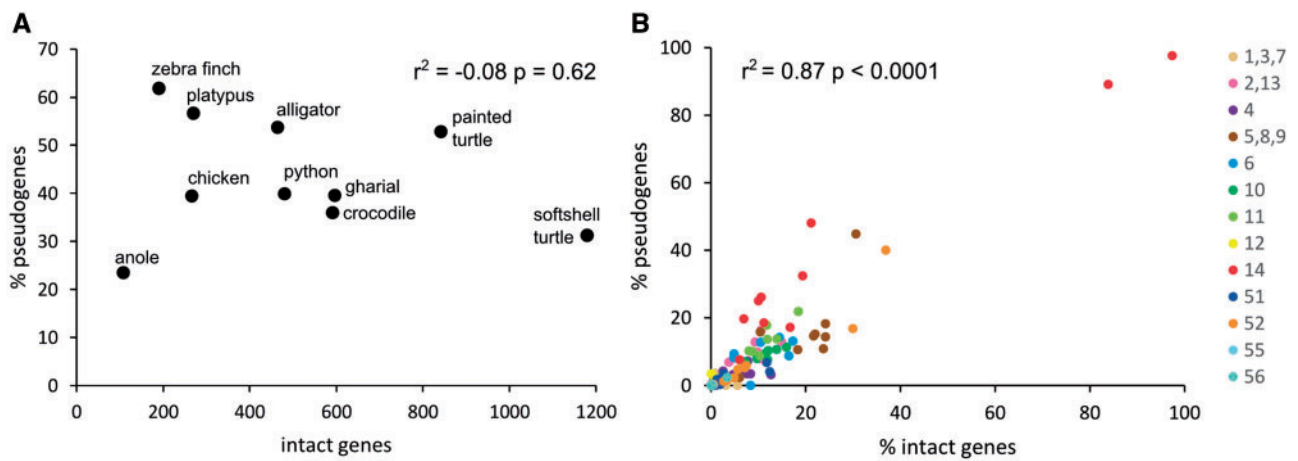 A
70
60
50
40
30
20
10
0
% pseudogenes
zebra finch
platypus
alligator
painted
turtle
chicken
python
gharial
crocodile
softshell
turtle
anole
r² = -0.08 p = 0.62
0 200 400 600 800 1000 1200
intact genes
B
100
80
60
40
20
0
% pseudogenes
r² = 0.87 p < 0.0001
0 20 40 60 80 100
% intact genes
1,3,7
2,13
4
5,8,9
6
10
11
12
14
51
52
55
56